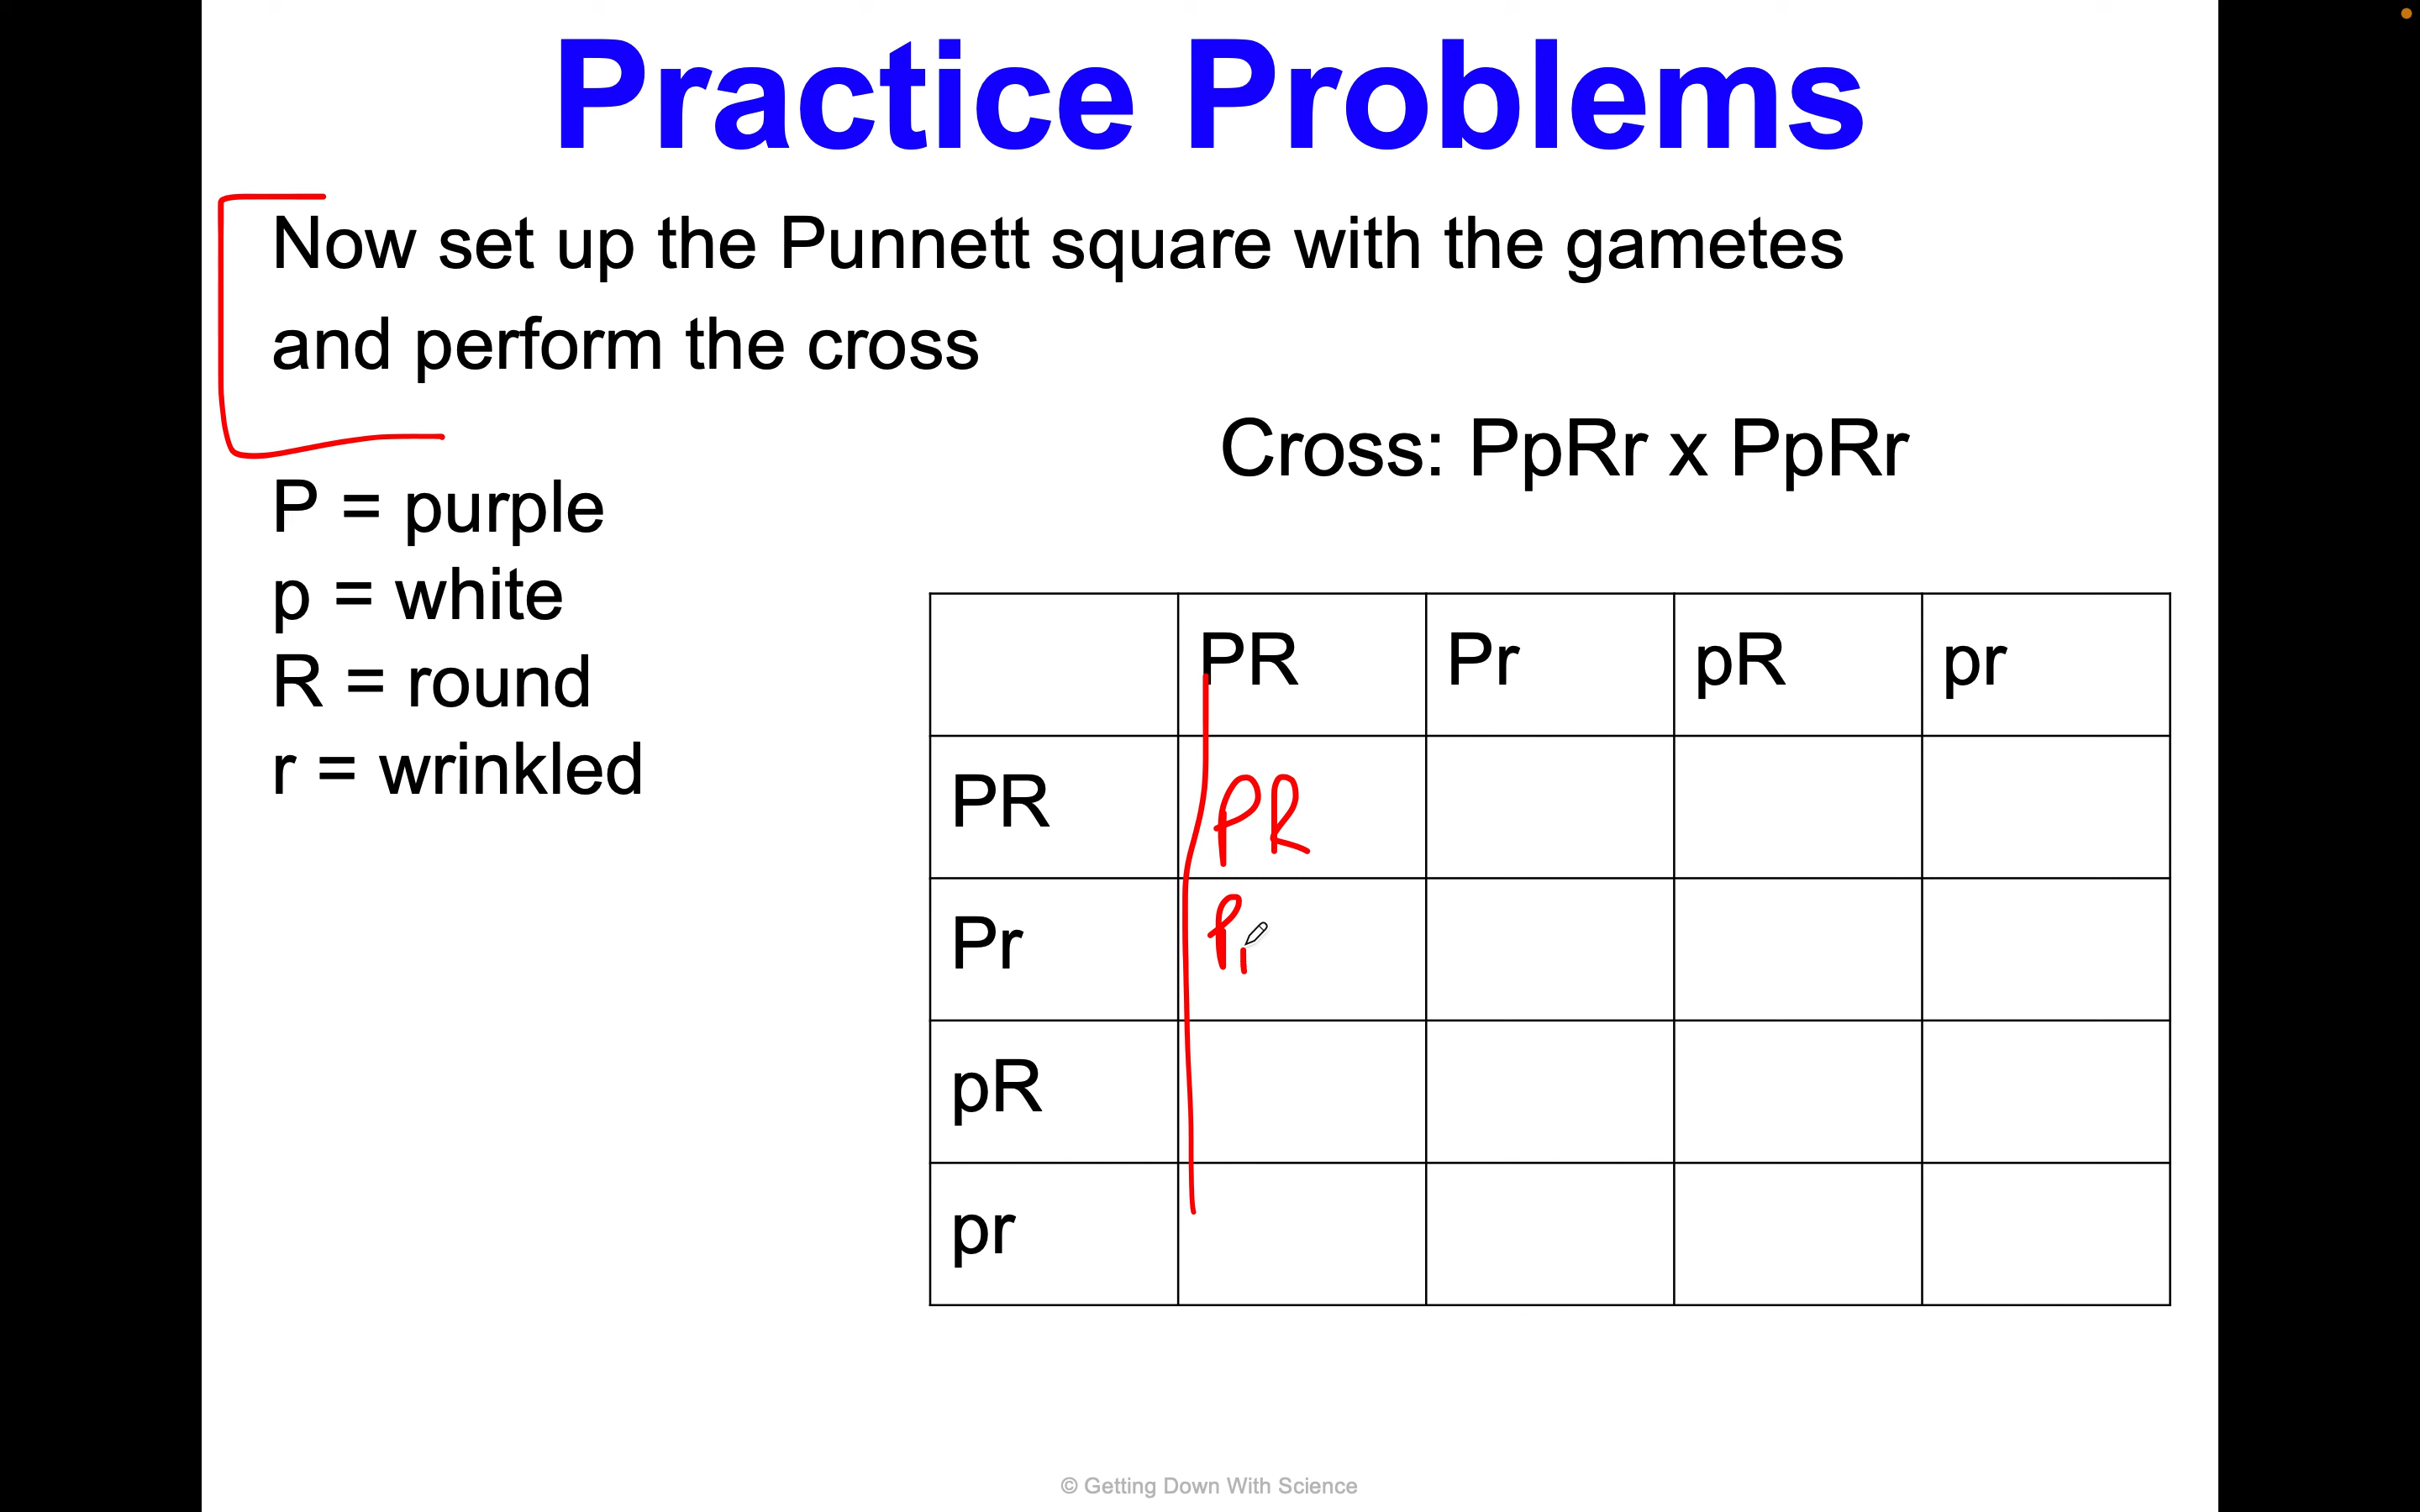 Practice Problems
Now set up the Punnett square with the gametes
and perform the cross
Cross: PpRr x PpRr
P = purple
p = white
R = round
r = wrinkled
PR Pr pR pr
PR PR
Pr P
pR
pr
© Getting Down With Science